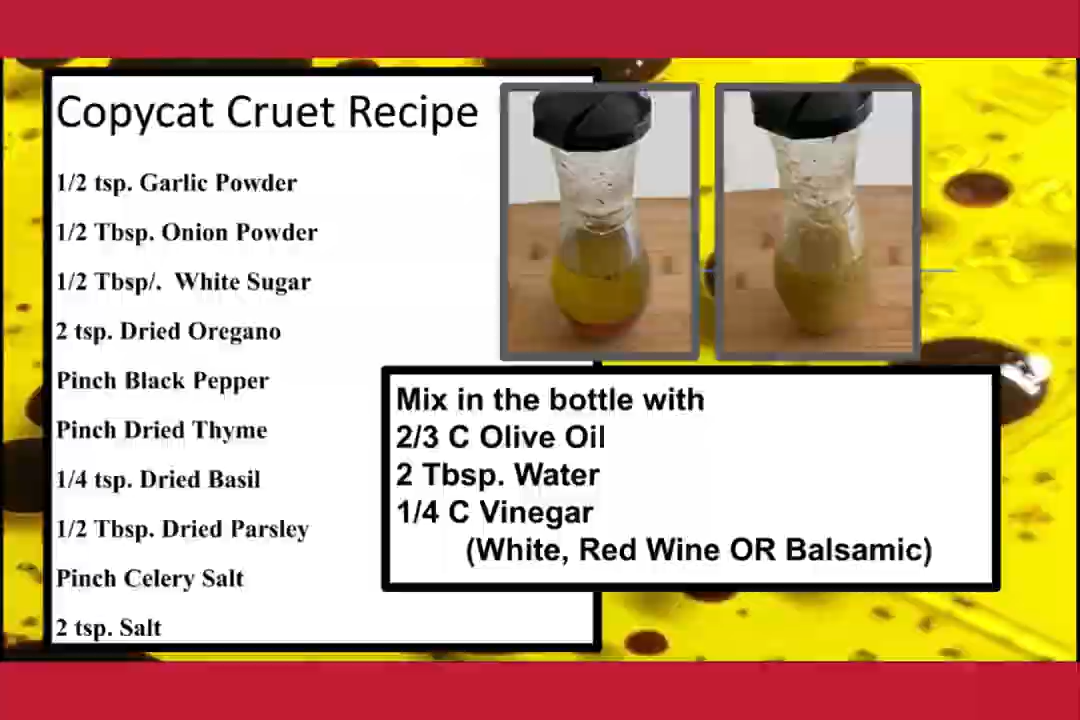 Copycat Cruet Recipe
1/2 tsp. Garlic Powder
1/2 Tbsp. Onion Powder
1/2 Tbsp/.  White Sugar
2 tsp. Dried Oregano
Pinch Black Pepper
Pinch Dried Thyme
1/4 tsp. Dried Basil
1/2 Tbsp. Dried Parsley
Pinch Celery Salt
2 tsp. Salt
Mix in the bottle with
2/3 C Olive Oil
2 Tbsp. Water
1/4 C Vinegar
(White, Red Wine OR Balsamic)